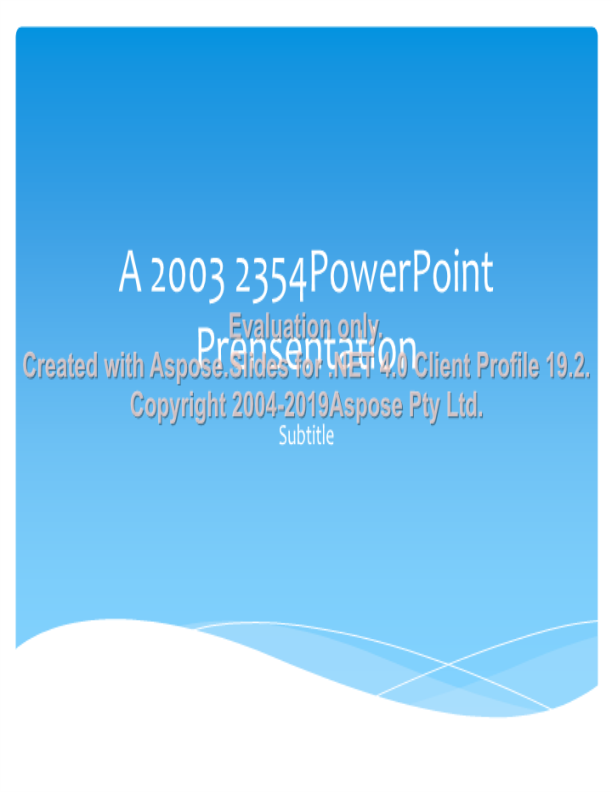 A 2003 2354PowerPoint
Evaluation only.
Prensentation
Created with Aspose.Slides for .NET 4.0 Client Profile 19.2.
Copyright 2004-2019Aspose Pty Ltd.
Subtitle